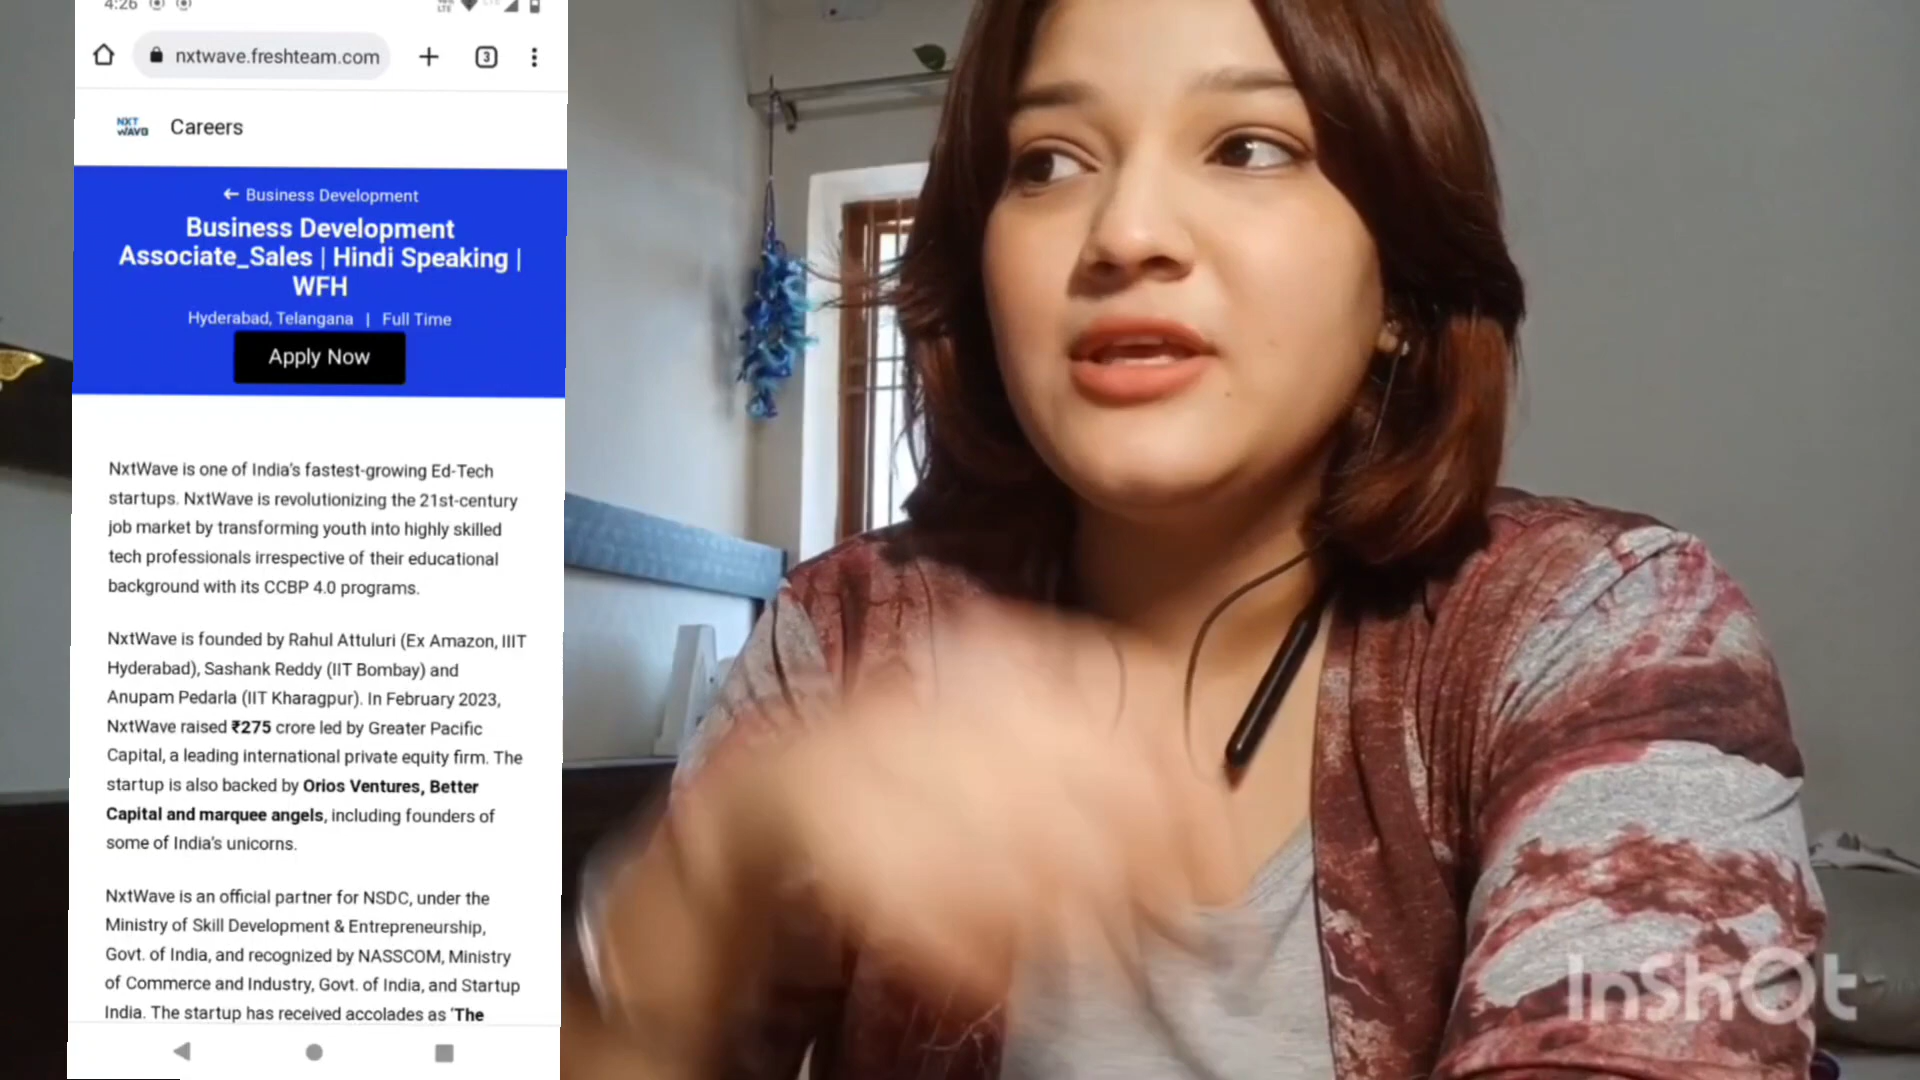 4:26
nxtwave.freshteam.com
3
NXT
WAVE
Careers
← Business Development
Business Development
Associate_Sales | Hindi Speaking |
WFH
Hyderabad, Telangana | Full Time
Apply Now
NxtWave is one of India's fastest-growing Ed-Tech
startups. NxtWave is revolutionizing the 21st-century
job market by transforming youth into highly skilled
tech professionals irrespective of their educational
background with its CCBP 4.0 programs.
NxtWave is founded by Rahul Attuluri (Ex Amazon, IIIT
Hyderabad), Sashank Reddy (IIT Bombay) and
Anupam Pedarla (IIT Kharagpur). In February 2023,
NxtWave raised ₹275 crore led by Greater Pacific
Capital, a leading international private equity firm. The
startup is also backed by Orios Ventures, Better
Capital and marquee angels, including founders of
some of India's unicorns.
NxtWave is an official partner for NSDC, under the
Ministry of Skill Development & Entrepreneurship,
Govt. of India, and recognized by NASSCOM, Ministry
of Commerce and Industry, Govt. of India, and Startup
India. The startup has received accolades as 'The
InShOt